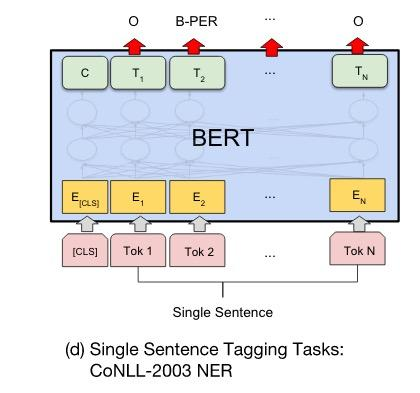 O B-PER ... O
C T1 T2 ... TN
BERT
E[CLS] E1 E2 ... EN
[CLS] Tok 1 Tok 2 ... Tok N
Single Sentence
(d) Single Sentence Tagging Tasks:
CoNLL-2003 NER